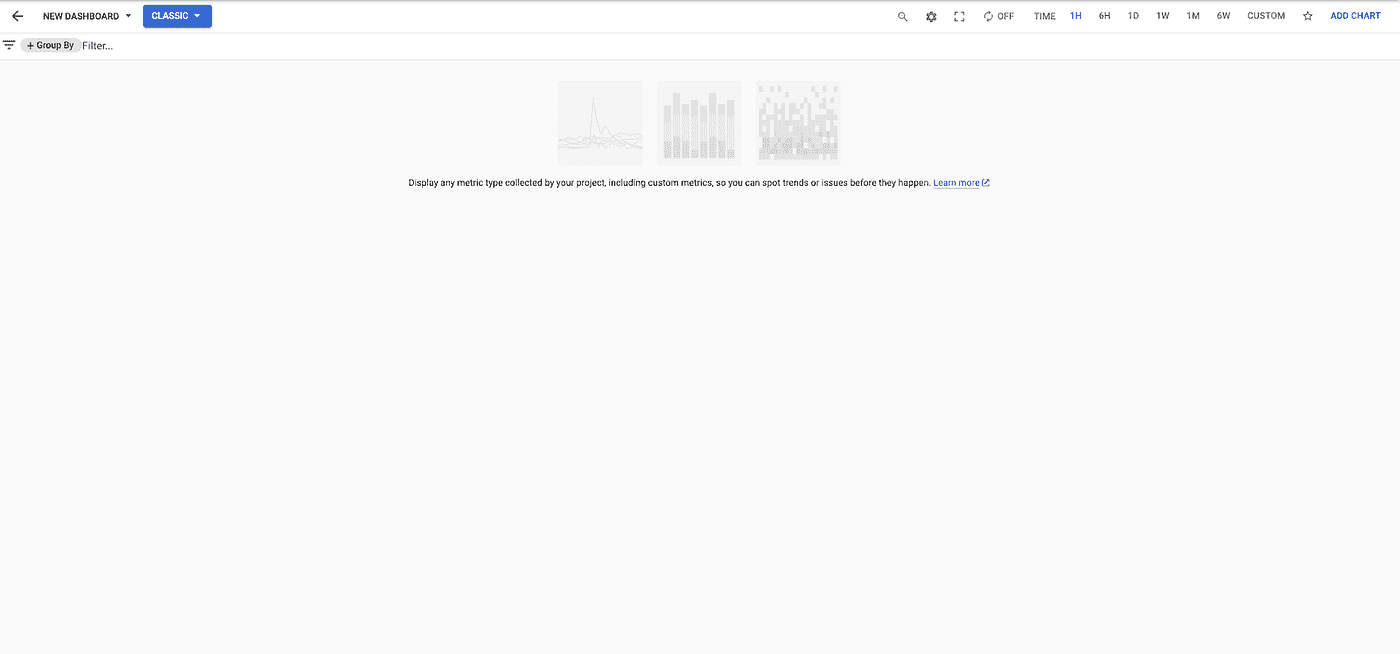 NEW DASHBOARD CLASSIC OFF TIME 1H 6H 1D 1W 1M 6W CUSTOM ADD CHART
+ Group By Filter...
Display any metric type collected by your project, including custom metrics, so you can spot trends or issues before they happen. Learn more